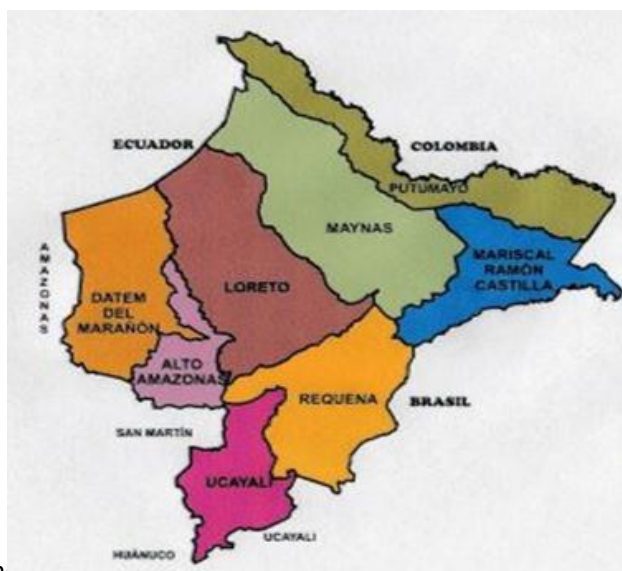 ECUADOR
COLOMBIA
PUTUMAYO
MAYNAS
AMAZONAS
MARISCAL
RAMÓN
CASTILLA
LORETO
DATEM
DEL
MARAÑÓN
ALTO
AMAZONAS
REQUENA
BRASIL
SAN MARTÍN
UCAYALI
UCAYALI
HUÁNUCO